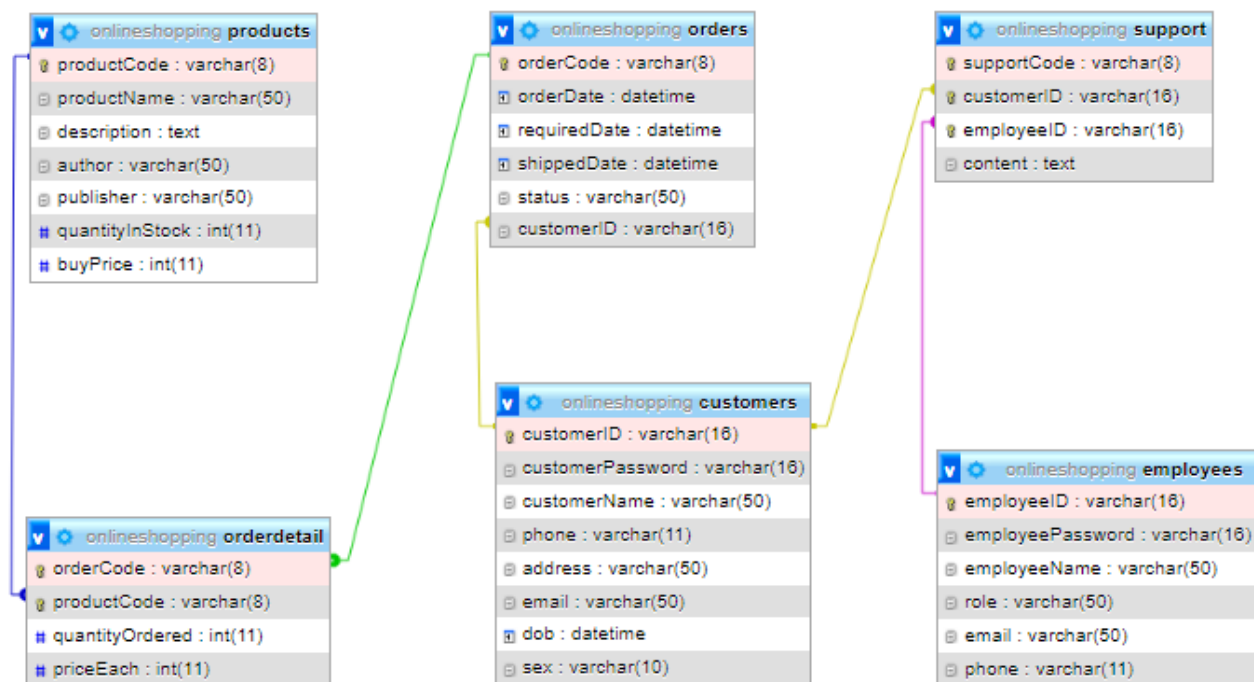 onlineshopping products
productCode : varchar(8)
productName : varchar(50)
description : text
author : varchar(50)
publisher : varchar(50)
# quantityInStock : int(11)
# buyPrice : int(11)
onlineshopping orders
orderCode : varchar(8)
orderDate : datetime
requiredDate : datetime
shippedDate : datetime
status : varchar(50)
customerID : varchar(16)
onlineshopping support
supportCode : varchar(8)
customerID : varchar(16)
employeeID : varchar(16)
content : text
onlineshopping orderdetail
orderCode : varchar(8)
productCode : varchar(8)
# quantityOrdered : int(11)
# priceEach : int(11)
onlineshopping customers
customerID : varchar(16)
customerPassword : varchar(16)
customerName : varchar(50)
phone : varchar(11)
address : varchar(50)
email : varchar(50)
dob : datetime
sex : varchar(10)
onlineshopping employees
employeeID : varchar(16)
employeePassword : varchar(16)
employeeName : varchar(50)
role : varchar(50)
email : varchar(50)
phone : varchar(11)